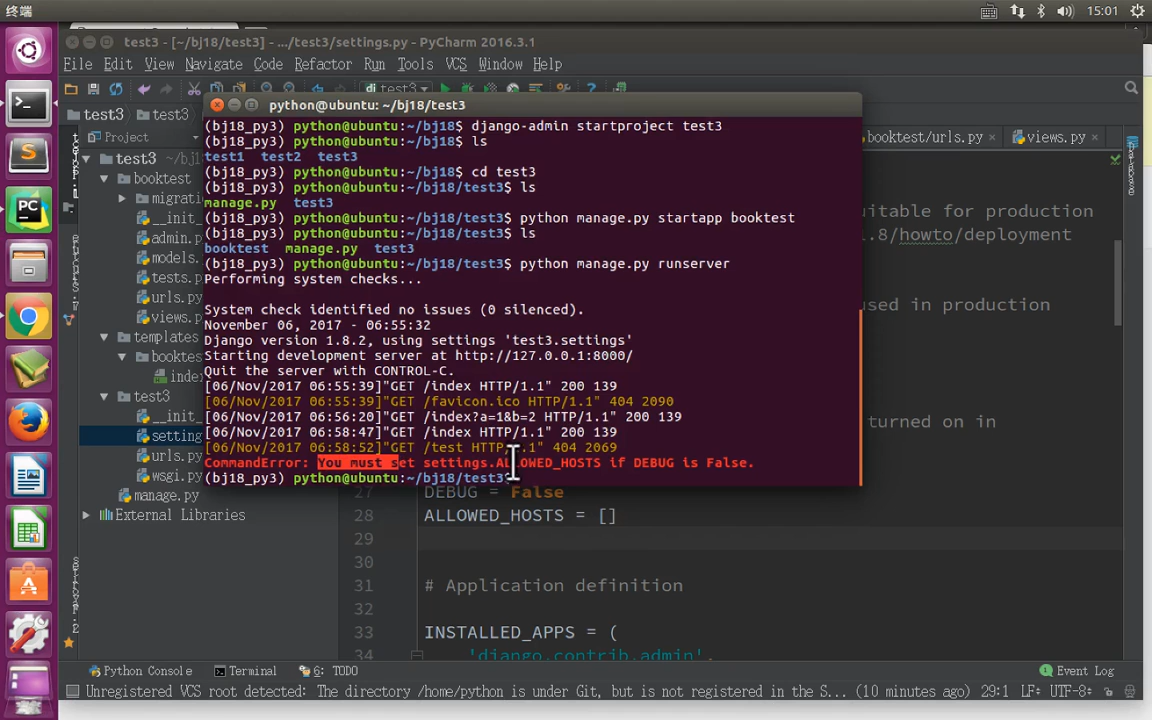 终端
15:01
test3 - [~/bj18/test3] - .../test3/settings.py - PyCharm 2016.3.1
File Edit View Navigate Code Refactor Run Tools VCS Window Help
test3
python@ubuntu: ~/bj18/test3
test3 test3
Project
booktest/urls.py
views.py
(bj18_py3) python@ubuntu:~/bj18$ django-admin startproject test3
(bj18_py3) python@ubuntu:~/bj18$ ls
test1 test2 test3
(bj18_py3) python@ubuntu:~/bj18$ cd test3
(bj18_py3) python@ubuntu:~/bj18/test3$ ls
manage.py test3
(bj18_py3) python@ubuntu:~/bj18/test3$ python manage.py startapp booktest
(bj18_py3) python@ubuntu:~/bj18/test3$ ls
booktest manage.py test3
(bj18_py3) python@ubuntu:~/bj18/test3$ python manage.py runserver
Performing system checks...
System check identified no issues (0 silenced).
November 06, 2017 - 06:55:32
Django version 1.8.2, using settings 'test3.settings'
Starting development server at http://127.0.0.1:8000/
Quit the server with CONTROL-C.
[06/Nov/2017 06:55:39]"GET /index HTTP/1.1" 200 139
[06/Nov/2017 06:55:39]"GET /favicon.ico HTTP/1.1" 404 2090
[06/Nov/2017 06:56:20]"GET /index?a=1&b=2 HTTP/1.1" 200 139
[06/Nov/2017 06:58:47]"GET /index HTTP/1.1" 200 139
[06/Nov/2017 06:58:52]"GET /test HTTP/1.1" 404 2069
CommandError: You must set settings.ALLOWED_HOSTS if DEBUG is False.
(bj18_py3) python@ubuntu:~/bj18/test3$
test3 ~/bj
booktest
migrati
__init_
admin.p
models.
tests.p
urls.py
views.p
templates
booktes
inde
test3
__init_
setting
urls.py
wsgi.py
manage.py
External Libraries
uitable for production
1.8/howto/deployment
used in production
turned on in
27 DEBUG = False
28 ALLOWED_HOSTS = []
29
30
31 # Application definition
32
33 INSTALLED_APPS = (
34 'django.contrib.admin',
Python Console Terminal 6: TODO Event Log
Unregistered VCS root detected: The directory /home/python is under Git, but is not registered in the S... (10 minutes ago) 29:1 LF÷ UTF-8÷